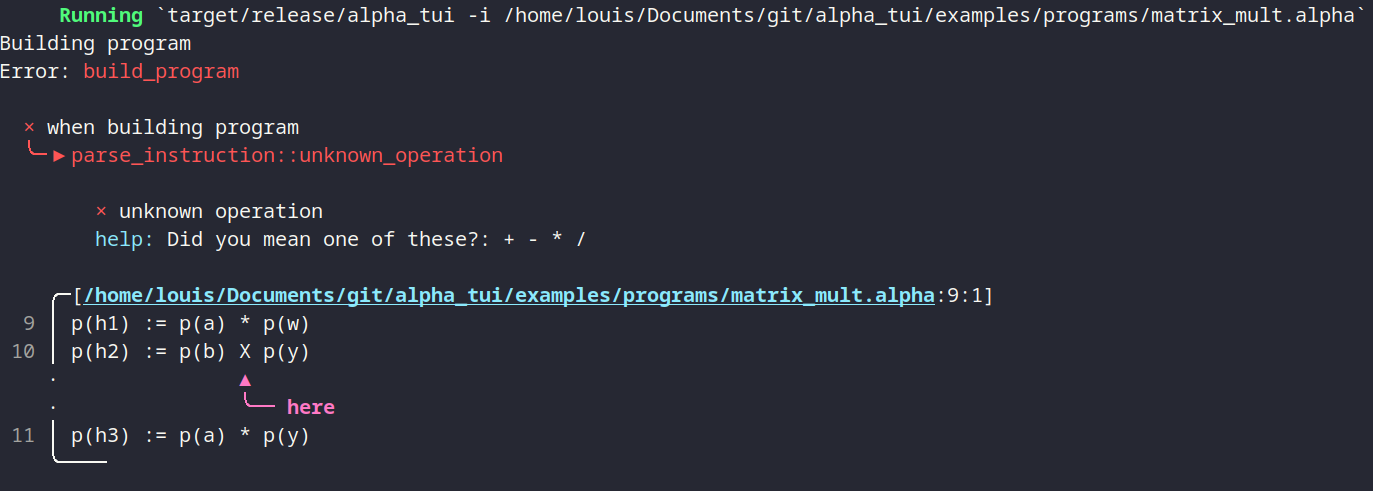 Running `target/release/alpha_tui -i /home/louis/Documents/git/alpha_tui/examples/programs/matrix_mult.alpha`
Building program
Error: build_program
× when building program
╰─▶ parse_instruction::unknown_operation
× unknown operation
help: Did you mean one of these?: + - * /
╭─[/home/louis/Documents/git/alpha_tui/examples/programs/matrix_mult.alpha:9:1]
9 │ p(h1) := p(a) * p(w)
10 │ p(h2) := p(b) X p(y)
· ▲
· ╰── here
11 │ p(h3) := p(a) * p(y)
╰────